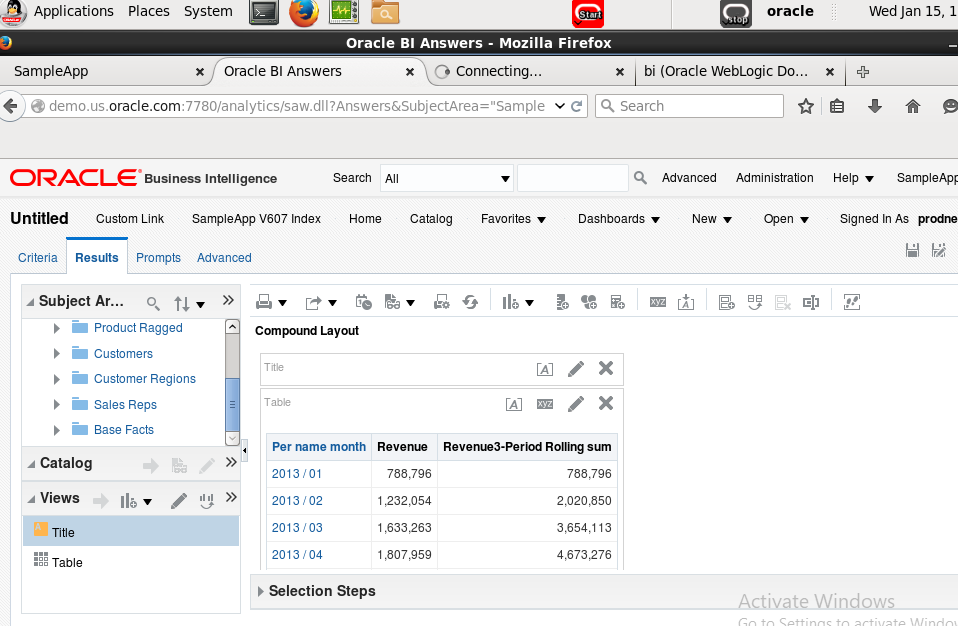 Applications Places System Start stop oracle Wed Jan 15, 1
Oracle BI Answers - Mozilla Firefox
SampleApp Oracle BI Answers Connecting... bi (Oracle WebLogic Do...
demo.us.oracle.com:7780/analytics/saw.dll?Answers&SubjectArea="Sample Search
ORACLE Business Intelligence Search All Advanced Administration Help SampleApp
Untitled Custom Link SampleApp V607 Index Home Catalog Favorites Dashboards New Open Signed In As prodne
Criteria Results Prompts Advanced
Subject Ar...
Product Ragged
Customers
Customer Regions
Sales Reps
Base Facts
Catalog
Views
Title
Table
Compound Layout
Title
Table
Per name month Revenue Revenue3-Period Rolling sum
2013 / 01 788,796 788,796
2013 / 02 1,232,054 2,020,850
2013 / 03 1,633,263 3,654,113
2013 / 04 1,807,959 4,673,276
Selection Steps
Activate Windows
Go to Settings to activate Window